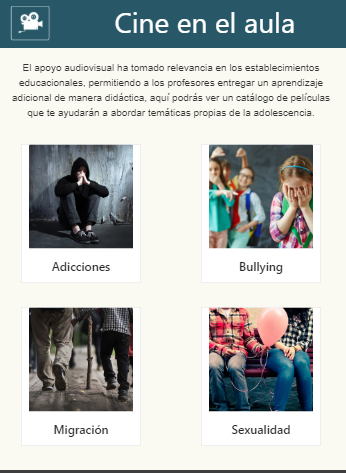 Cine en el aula
El apoyo audiovisual ha tomado relevancia en los establecimientos
educacionales, permitiendo a los profesores entregar un aprendizaje
adicional de manera didáctica, aquí podrás ver un catálogo de películas
que te ayudarán a abordar temáticas propias de la adolescencia.
Adicciones
Bullying
Migración
Sexualidad